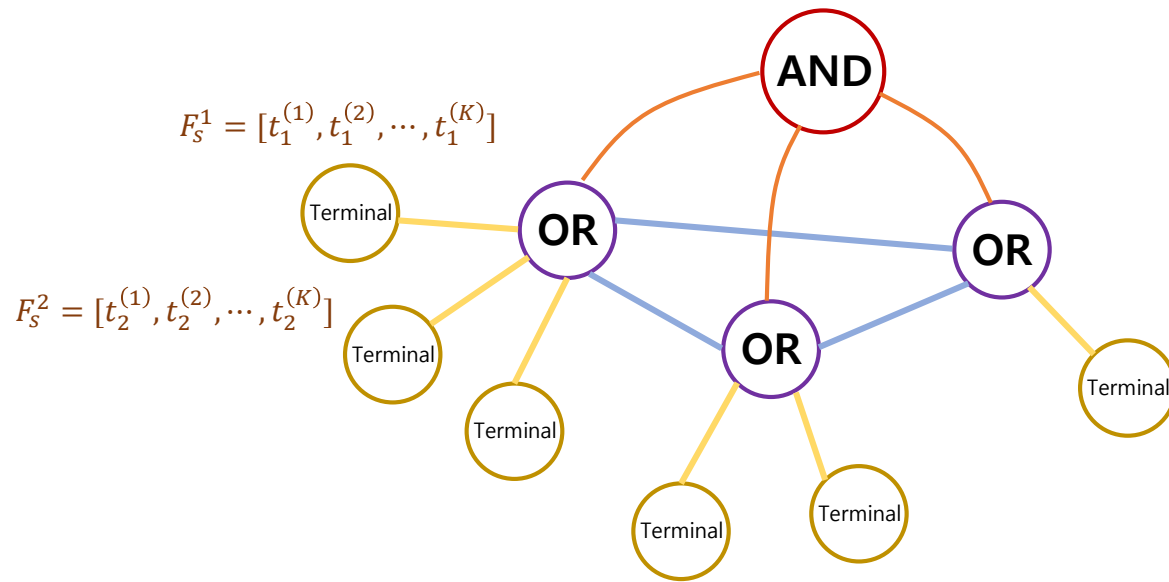 AND
F_s^1 = [t_1^{(1)}, t_1^{(2)}, ⋯, t_1^{(K)}]
Terminal
OR
OR
F_s^2 = [t_2^{(1)}, t_2^{(2)}, ⋯, t_2^{(K)}]
Terminal
OR
Terminal
Terminal
Terminal
Terminal